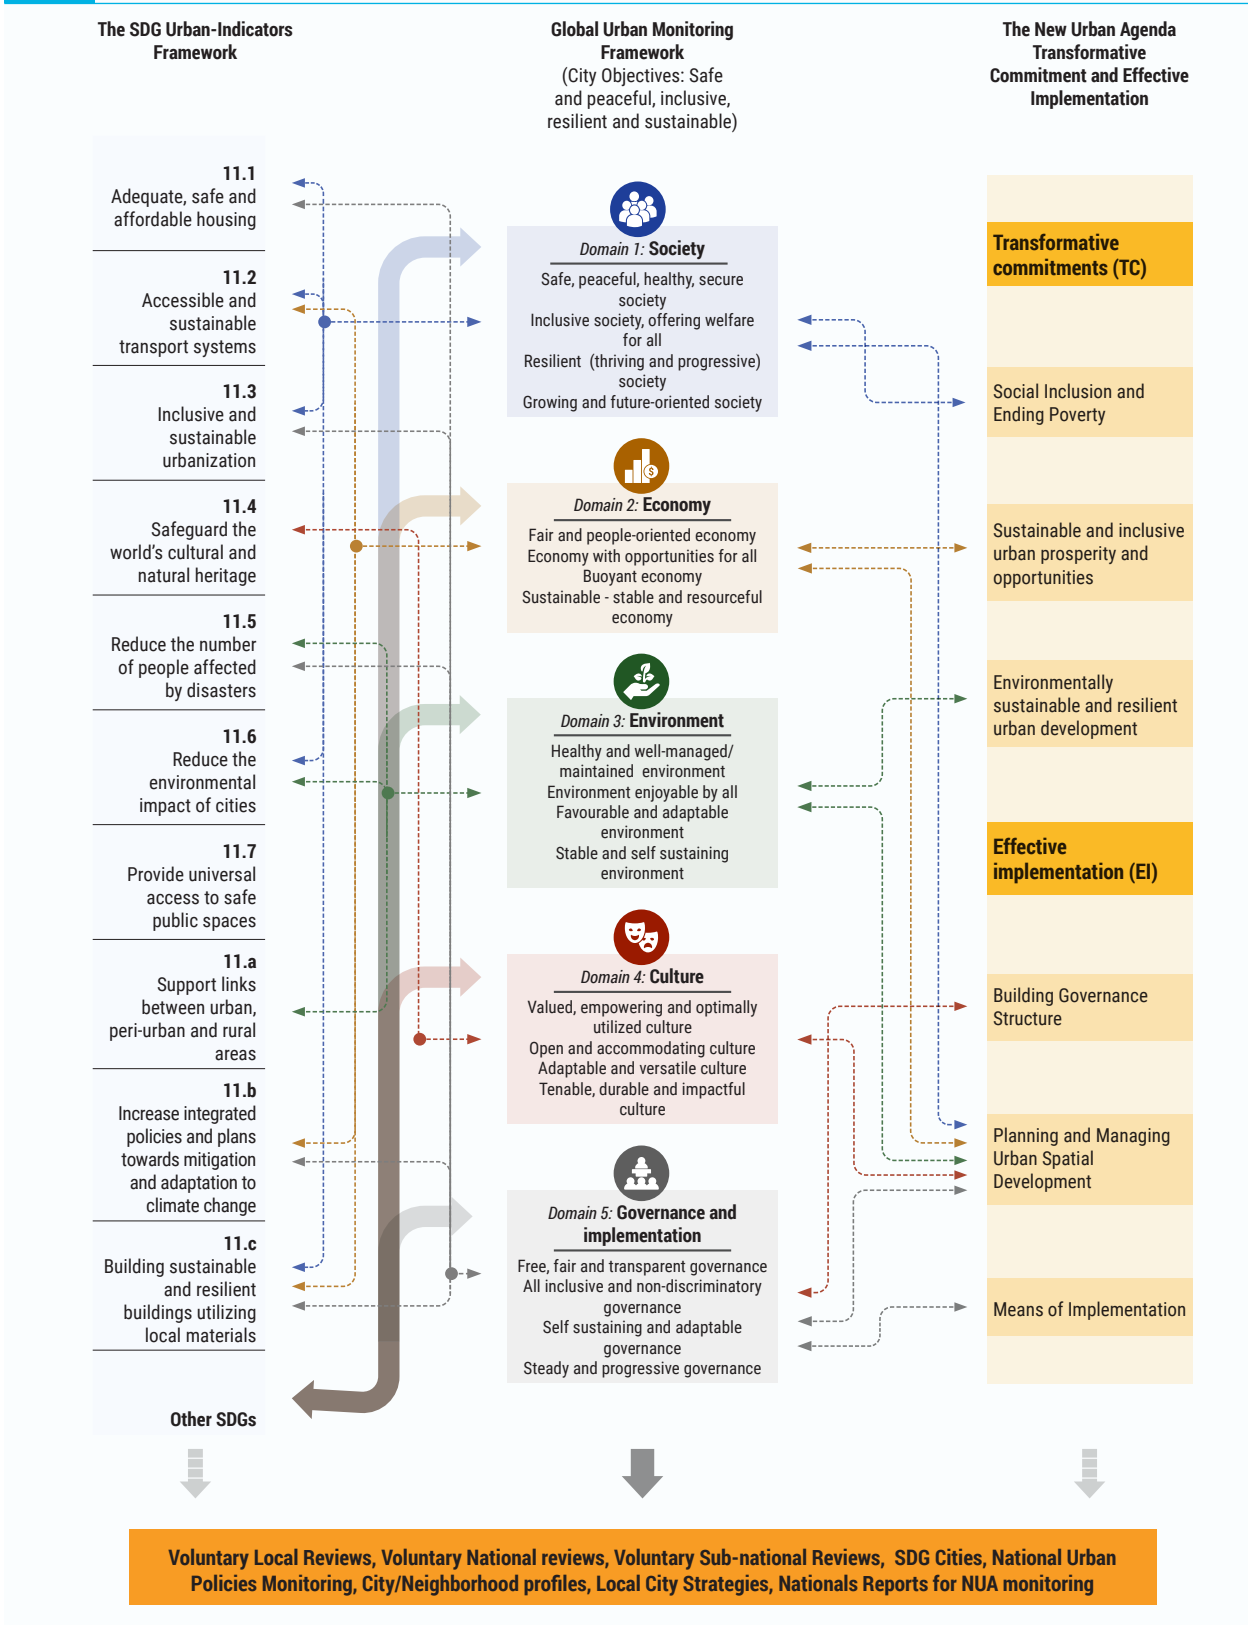 The SDG Urban-Indicators
Framework
Global Urban Monitoring
Framework
(City Objectives: Safe
and peaceful, inclusive,
resilient and sustainable)
The New Urban Agenda
Transformative
Commitment and Effective
Implementation
11.1
Adequate, safe and
affordable housing
11.2
Accessible and
sustainable
transport systems
11.3
Inclusive and
sustainable
urbanization
11.4
Safeguard the
world's cultural and
natural heritage
11.5
Reduce the number
of people affected
by disasters
11.6
Reduce the
environmental
impact of cities
11.7
Provide universal
access to safe
public spaces
11.a
Support links
between urban,
peri-urban and rural
areas
11.b
Increase integrated
policies and plans
towards mitigation
and adaptation to
climate change
11.c
Building sustainable
and resilient
buildings utilizing
local materials
Other SDGs
Domain 1: Society
Safe, peaceful, healthy, secure
society
Inclusive society, offering welfare
for all
Resilient (thriving and progressive)
society
Growing and future-oriented society
$
Domain 2: Economy
Fair and people-oriented economy
Economy with opportunities for all
Buoyant economy
Sustainable - stable and resourceful
economy
Domain 3: Environment
Healthy and well-managed/
maintained environment
Environment enjoyable by all
Favourable and adaptable
environment
Stable and self sustaining
environment
Domain 4: Culture
Valued, empowering and optimally
utilized culture
Open and accommodating culture
Adaptable and versatile culture
Tenable, durable and impactful
culture
Domain 5: Governance and
implementation
Free, fair and transparent governance
All inclusive and non-discriminatory
governance
Self sustaining and adaptable
governance
Steady and progressive governance
Transformative
commitments (TC)
Social Inclusion and
Ending Poverty
Sustainable and inclusive
urban prosperity and
opportunities
Environmentally
sustainable and resilient
urban development
Effective
implementation (EI)
Building Governance
Structure
Planning and Managing
Urban Spatial
Development
Means of Implementation
Voluntary Local Reviews, Voluntary National reviews, Voluntary Sub-national Reviews, SDG Cities, National Urban
Policies Monitoring, City/Neighborhood profiles, Local City Strategies, Nationals Reports for NUA monitoring